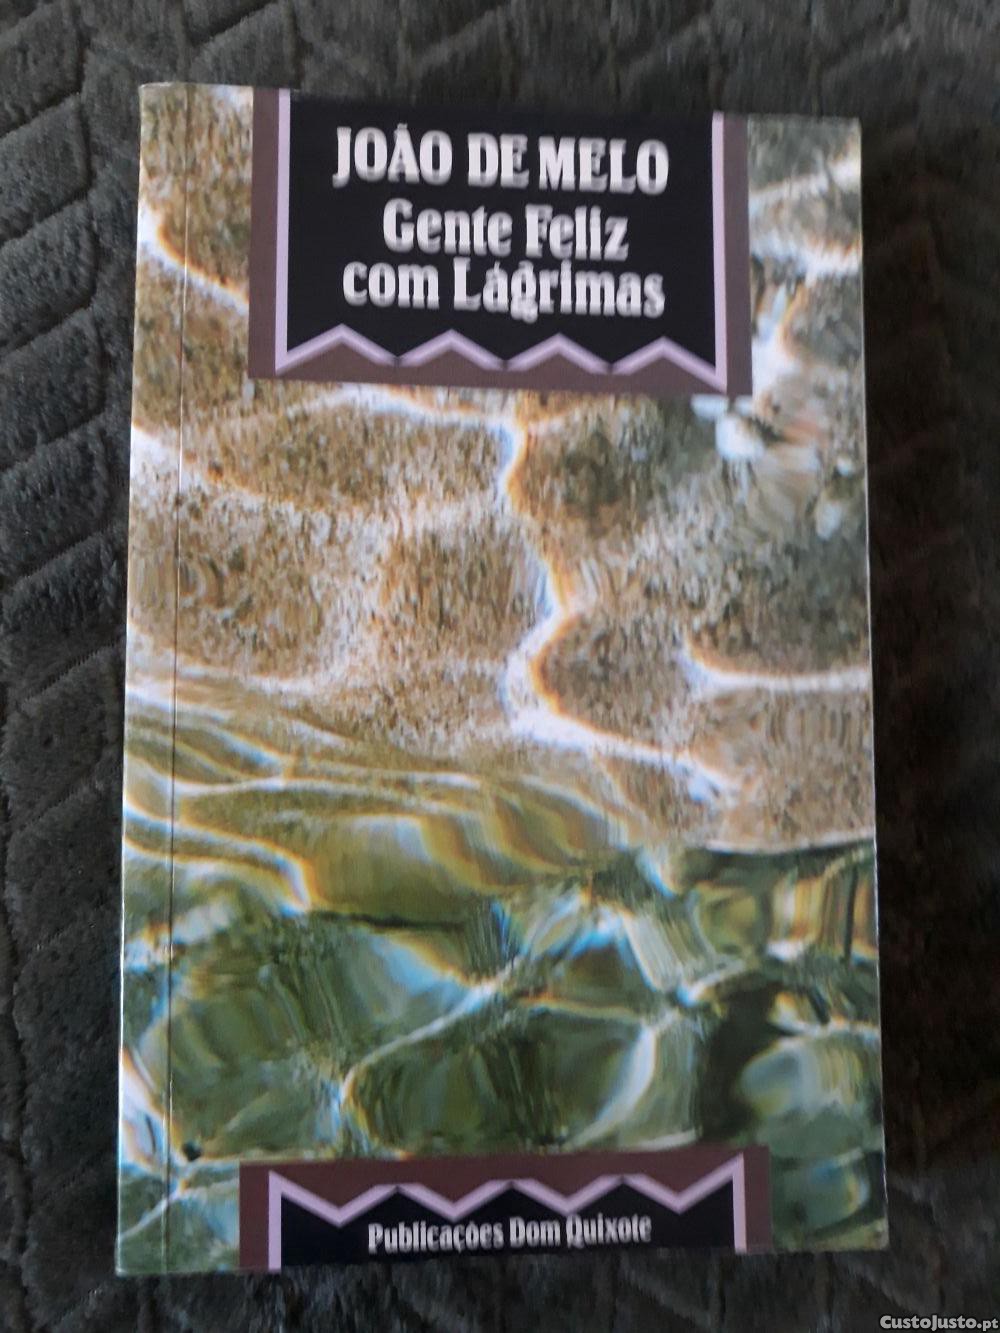 JOÃO DE MELO
Gente Feliz
com Lágrimas
Publicações Dom Quixote
CustoJusto.pt